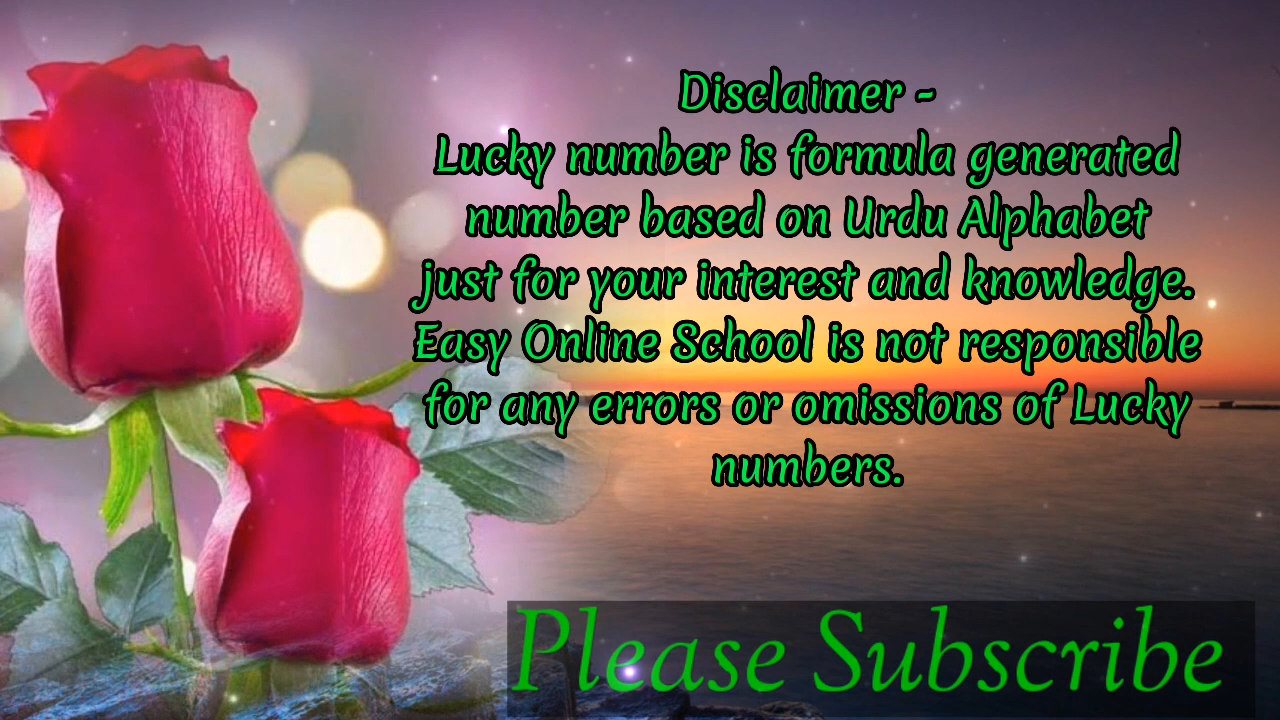 Disclaimer -
Lucky number is formula generated
number based on Urdu Alphabet
just for your interest and knowledge.
Easy Online School is not responsible
for any errors or omissions of Lucky
numbers.
Please Subscribe